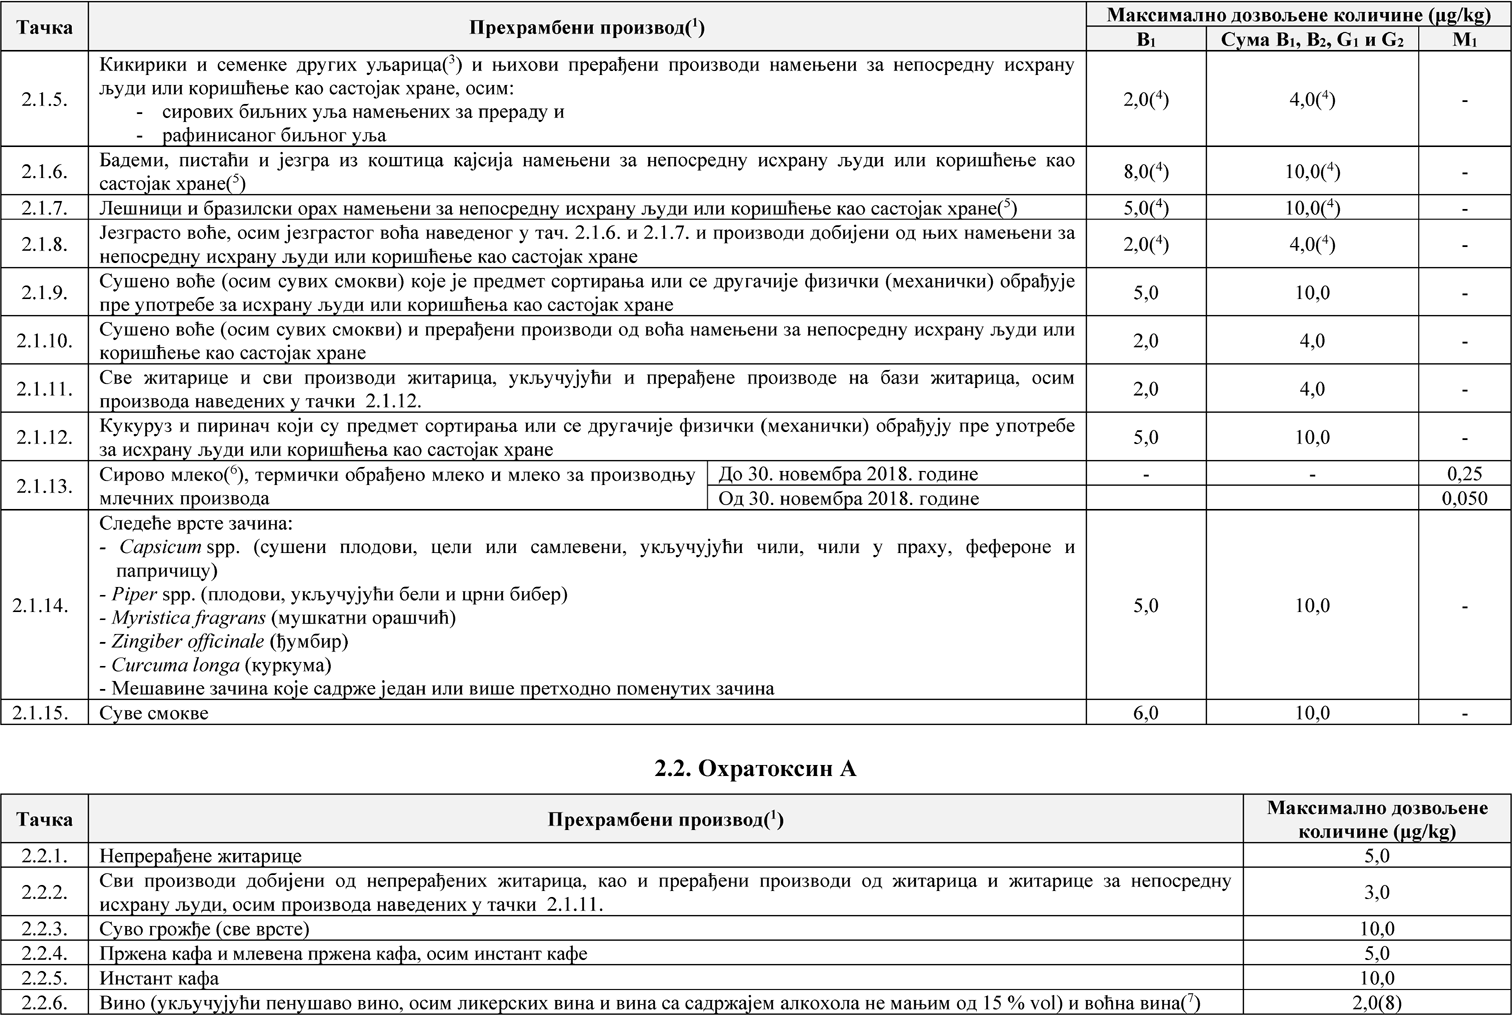 Тачка Прехрамбени производ(¹) Максимално дозвољене количине (µg/kg)
B₁ Сума B₁, B₂, G₁ и G₂ M₁
2.1.5. Кикирики и семенке других уљарица(³) и њихови прерађени производи намењени за непосредну исхрану
људи или коришћење као састојак хране, осим:
- сирових биљних уља намењених за прераду и
- рафинисаног биљног уља
2,0(⁴) 4,0(⁴) -
2.1.6. Бадеми, пистаћи и језгра из коштица кајсија намењени за непосредну исхрану људи или коришћење као
састојак хране(⁵)
8,0(⁴) 10,0(⁴) -
2.1.7. Лешници и бразилски орах намењени за непосредну исхрану људи или коришћење као састојак хране(⁵) 5,0(⁴) 10,0(⁴) -
2.1.8. Језграсто воће, осим језграстог воћа наведеног у тач. 2.1.6. и 2.1.7. и производи добијени од њих намењени за
непосредну исхрану људи или коришћење као састојак хране
2,0(⁴) 4,0(⁴) -
2.1.9. Сушено воће (осим сувих смокви) које је предмет сортирања или се другачије физички (механички) обрађује
пре употребе за исхрану људи или коришћења као састојак хране
5,0 10,0 -
2.1.10. Сушено воће (осим сувих смокви) и прерађени производи од воћа намењени за непосредну исхрану људи или
коришћење као састојак хране
2,0 4,0 -
2.1.11. Све житарице и сви производи житарица, укључујући и прерађене производе на бази житарица, осим
производа наведених у тачки 2.1.12.
2,0 4,0 -
2.1.12. Кукуруз и пиринач који су предмет сортирања или се другачије физички (механички) обрађују пре употребе
за исхрану људи или коришћења као састојак хране
5,0 10,0 -
2.1.13. Сирово млеко(⁶), термички обрађено млеко и млеко за производњу
млечних производа
До 30. новембра 2018. године - - 0,25
Од 30. новембра 2018. године 0,050
2.1.14. Следеће врсте зачина:
- Capsicum spp. (сушени плодови, цели или самлевени, укључујући чили, чили у праху, фефероне и
папричицу)
- Piper spp. (плодови, укључујући бели и црни бибер)
- Myristica fragrans (мушкатни орашчић)
- Zingiber officinale (ђумбир)
- Curcuma longa (куркума)
- Мешавине зачина које садрже један или више претходно поменутих зачина
5,0 10,0 -
2.1.15. Суве смокве 6,0 10,0 -
2.2. Охратоксин А
Тачка Прехрамбени производ(¹) Максимално дозвољене
количине (µg/kg)
2.2.1. Непрерађене житарице 5,0
2.2.2. Сви производи добијени од непрерађених житарица, као и прерађени производи од житарица и житарице за непосредну
исхрану људи, осим производа наведених у тачки 2.1.11.
3,0
2.2.3. Суво грожђе (све врсте) 10,0
2.2.4. Пржена кафа и млевена пржена кафа, осим инстант кафе 5,0
2.2.5. Инстант кафа 10,0
2.2.6. Вино (укључујући пенушаво вино, осим ликерских вина и вина са садржајем алкохола не мањим од 15 % vol) и воћна вина(⁷) 2,0(8)